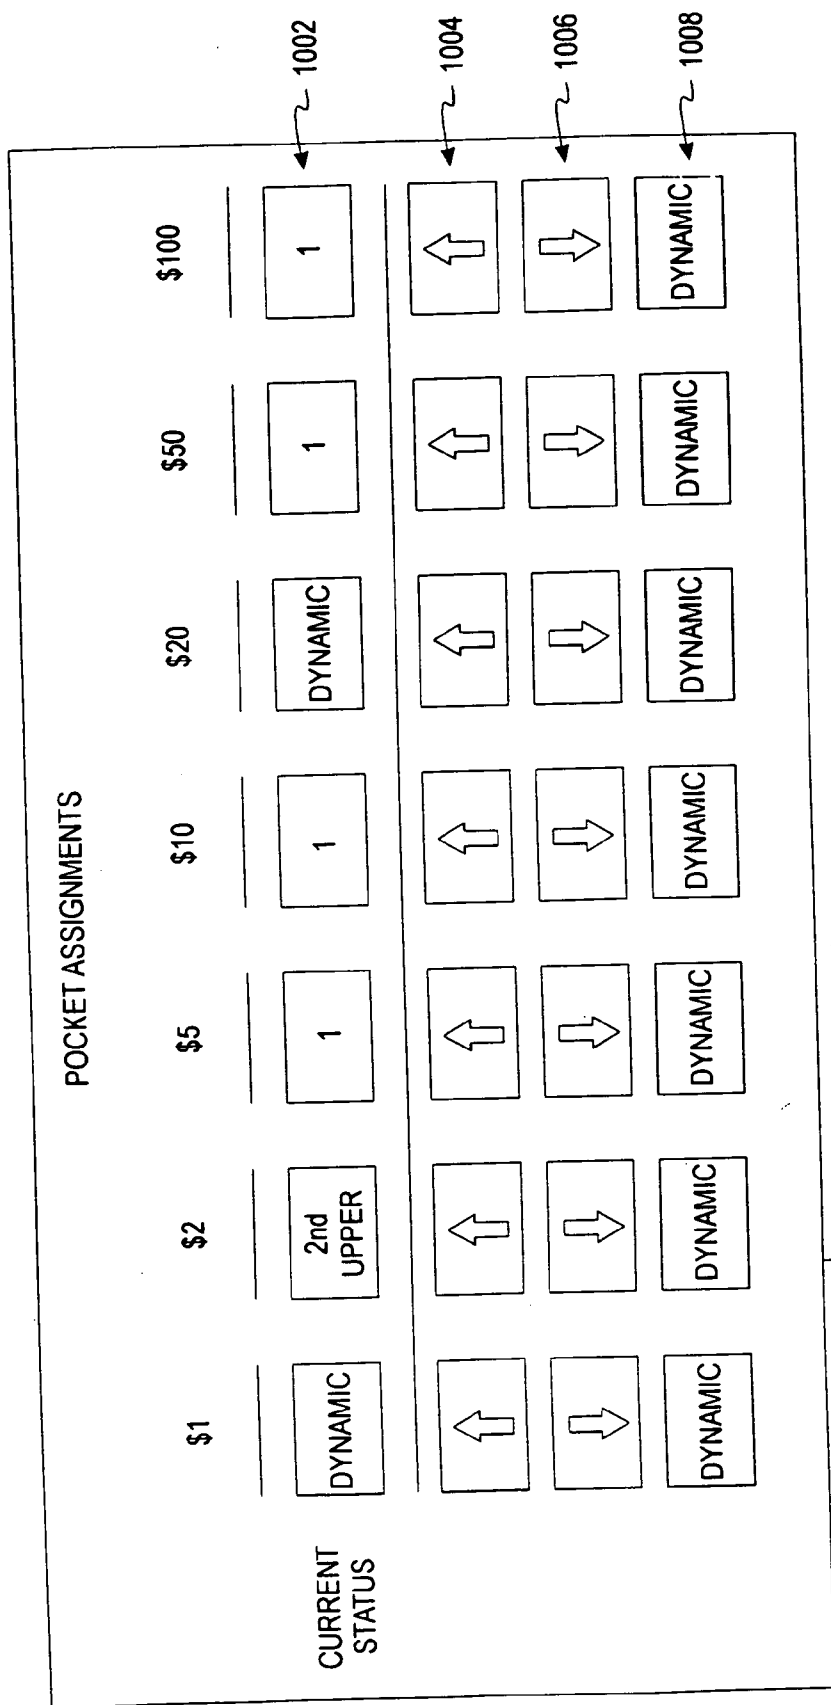 POCKET ASSIGNMENTS
$1 $2 $5 $10 $20 $50 $100
CURRENT
STATUS
DYNAMIC 2nd UPPER 1 1 DYNAMIC 1 1 1002
1004
1006
DYNAMIC DYNAMIC DYNAMIC DYNAMIC DYNAMIC DYNAMIC DYNAMIC 1008